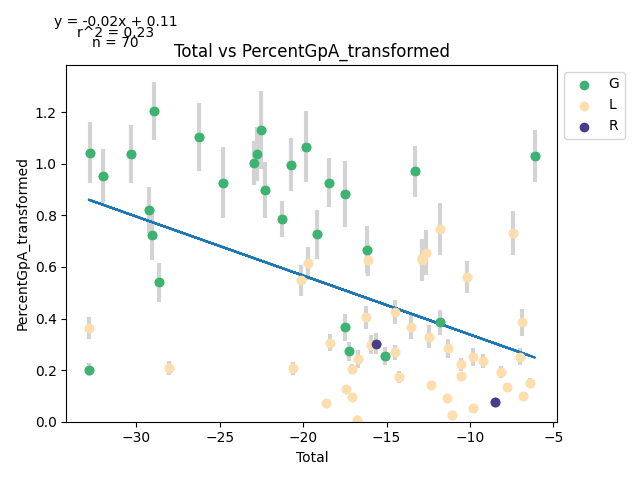 y = -0.02x + 0.11
r^2 = 0.23
n = 70
Total vs PercentGpA_transformed
G
L
R
PercentGpA_transformed
1.2
1.0
0.8
0.6
0.4
0.2
0.0
−30
−25
−20
−15
−10
−5
Total